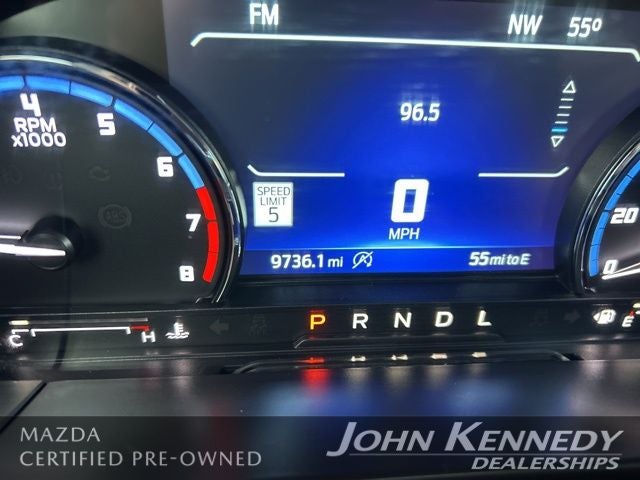 FM NW 55°
96.5
4
RPM
x1000
5
6
7
8
SPEED
LIMIT
5
0
MPH
20
0
9736.1 mi 55 mi to E
C H P R N D L E
MAZDA
CERTIFIED PRE-OWNED
JOHN KENNEDY
DEALERSHIPS